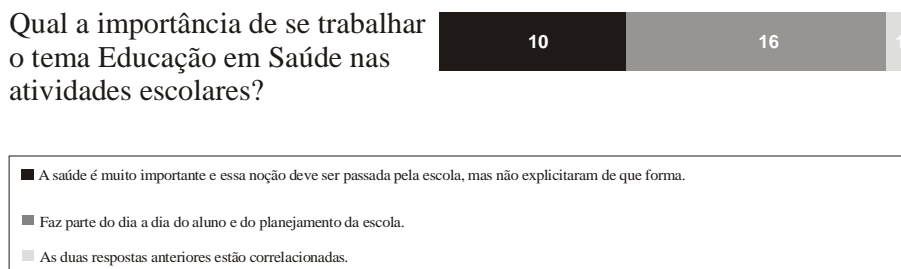 Qual a importância de se trabalhar
o tema Educação em Saúde nas
atividades escolares?
10 16 1
A saúde é muito importante e essa noção deve ser passada pela escola, mas não explicitaram de que forma.
Faz parte do dia a dia do aluno e do planejamento da escola.
As duas respostas anteriores estão correlacionadas.